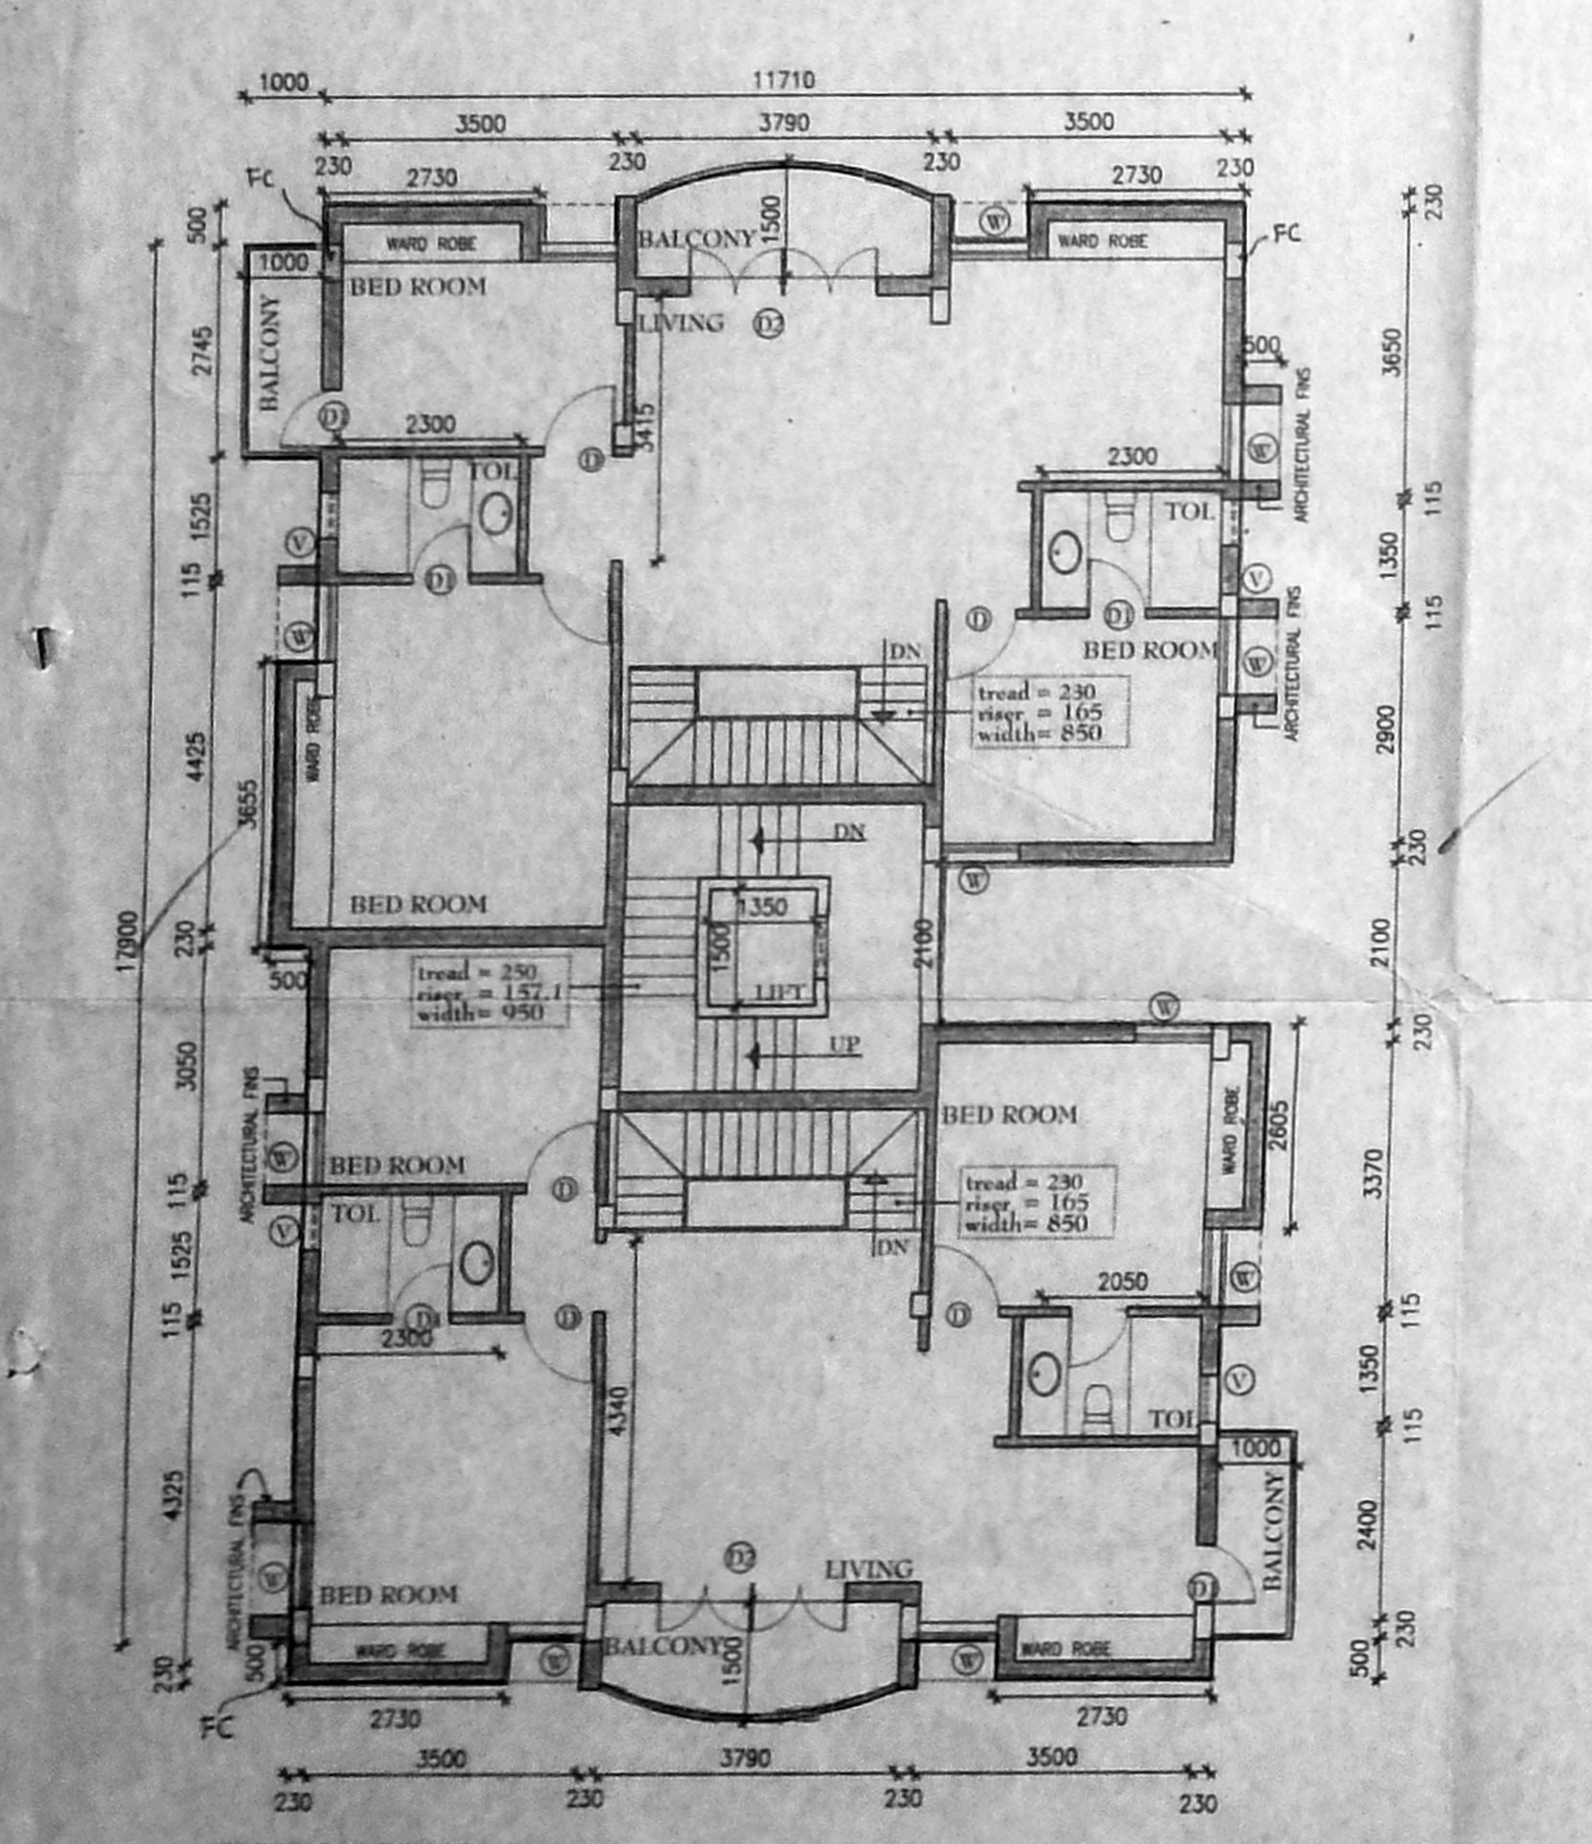 1000
11710
3500
3790
3500
230
230
230
230
2730
2730
230
FC
500
WARD ROBE
BALCONY
1500
W
WARD ROBE
FC
1000
BED ROOM
LIVING
D2
BALCONY
2745
3415
3650
500
D1
2300
D
W
ARCHITECTURAL FINS
TOL
2300
115
1525
TOL
V
V
1350
115
D1
D
D1
115
W
DN
BED ROOM
W
ARCHITECTURAL FINS
tread = 230
riser = 165
width= 850
WARD ROBE
4425
3655
2900
DN
230
W
BED ROOM
1350
1500
2100
2100
17900
230
500
tread = 250
riser = 157.1
width= 950
LIFT
W
230
UP
3050
ARCHITECTURAL FINS
W
BED ROOM
WARD ROBE
2605
BED ROOM
D
115
tread = 230
riser = 165
width= 850
3370
TOL
V
1525
DN
2050
W
115
D1
D
D
115
2300
1350
V
4340
TOL
115
1000
4325
ARCHITECTURAL FINS
W
BALCONY
2400
D2
LIVING
D1
BED ROOM
230
WARD ROBE
W
BALCONY
1500
W
WARD ROBE
500
230
500
FC
2730
2730
3500
3790
3500
230
230
230
230